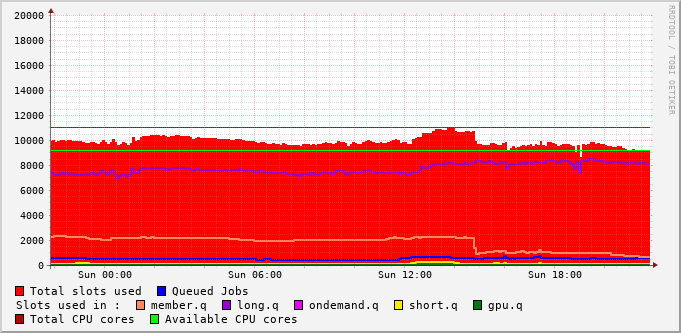 20000
18000
16000
14000
12000
10000
8000
6000
4000
2000
0
Sun 00:00 Sun 06:00 Sun 12:00 Sun 18:00
RRDTOOL / TOBI OETIKER
Total slots used Queued Jobs
Slots used in : member.q long.q ondemand.q short.q gpu.q
Total CPU cores Available CPU cores